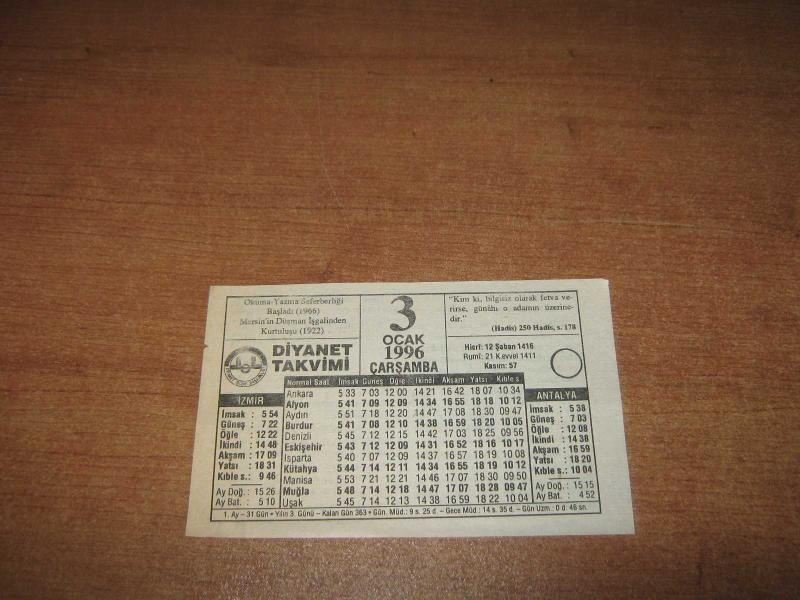 Okuma-Yazma Seferberliği
Başladı (1966)
Mersin'in Düşman İşgalinden
Kurtuluşu (1922)
3
OCAK
1996
ÇARŞAMBA
"Kim ki, bilgisiz olarak fetva ve-
rirse, günâhı o adamın üzerine-
dir."
(Hadis) 250 Hadis, s. 178
DİYANET
TAKVİMİ
Hicrî: 12 Şaban 1416
Rumî: 21 K.evvel 1411
Kasım: 57
İZMİR
İmsak : 5 54
Güneş : 7 22
Öğle : 12 22
İkindi : 14 48
Akşam : 17 09
Yatsı : 18 31
Kıble s.: 9 46
Ay Doğ.: 15 26
Ay Bat. : 5 10
Normal Saat İmsak Güneş Öğle İkindi Akşam Yatsı Kıble s
Ankara 5 33 7 03 12 00 14 21 16 42 18 07 10 34
Afyon 5 41 7 09 12 09 14 34 16 55 18 18 10 12
Aydın 5 51 7 18 12 20 14 47 17 08 18 30 09 47
Burdur 5 41 7 08 12 10 14 38 16 59 18 20 10 05
Denizli 5 45 7 12 12 15 14 42 17 03 18 25 09 56
Eskişehir 5 43 7 12 12 09 14 31 16 52 18 16 10 17
Isparta 5 40 7 07 12 09 14 37 16 57 18 19 10 08
Kütahya 5 44 7 14 12 11 14 34 16 55 18 19 10 12
Manisa 5 53 7 21 12 21 14 46 17 07 18 30 09 50
Muğla 5 48 7 14 12 18 14 47 17 07 18 28 09 47
Uşak 5 45 7 14 12 13 14 38 16 59 18 22 10 04
ANTALYA
İmsak : 5 38
Güneş : 7 03
Öğle : 12 08
İkindi : 14 38
Akşam : 16 59
Yatsı : 18 20
Kıble s.: 10 04
Ay Doğ.: 15 15
Ay Bat. : 4 52
1. Ay – 31 Gün • Yılın 3. Günü – Kalan Gün 363 • Gün. Müd.: 9 s. 25 d. – Gece Müd : 14 s. 35 d. – Gün Uzm.: 0 d. 46 sn.